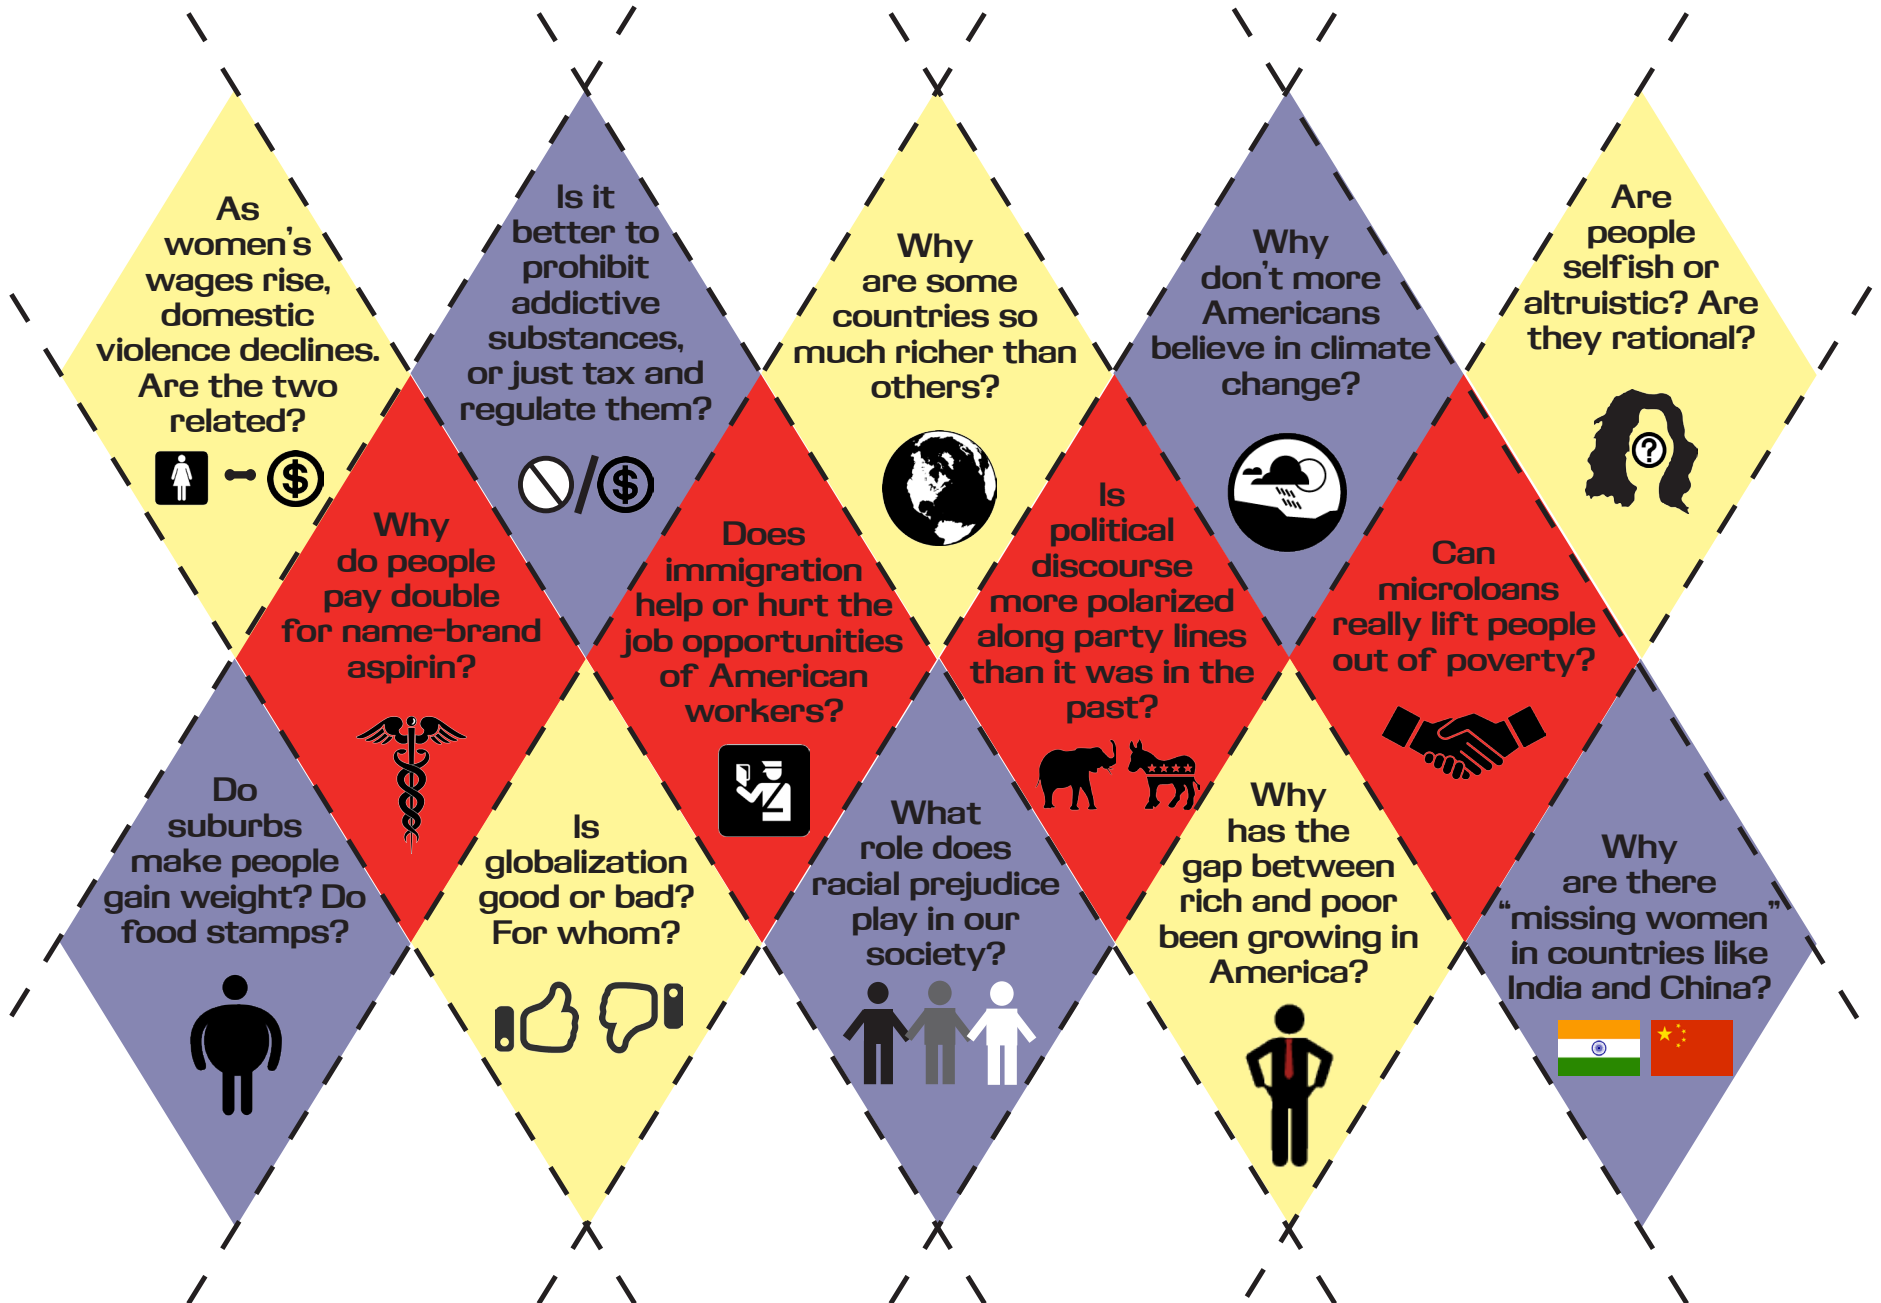 As
women's
wages rise,
domestic
violence declines.
Are the two
related?
$
Is it
better to
prohibit
addictive
substances,
or just tax and
regulate them?
$
Why
are some
countries so
much richer than
others?
Why
don't more
Americans
believe in climate
change?
Are
people
selfish or
altruistic? Are
they rational?
?
Why
do people
pay double
for name-brand
aspirin?
Does
immigration
help or hurt the
job opportunities
of American
workers?
Is
political
discourse
more polarized
along party lines
than it was in the
past?
Can
microloans
really lift people
out of poverty?
Do
suburbs
make people
gain weight? Do
food stamps?
Is
globalization
good or bad?
For whom?
What
role does
racial prejudice
play in our
society?
Why
has the
gap between
rich and poor
been growing in
America?
Why
are there
“missing women”
in countries like
India and China?